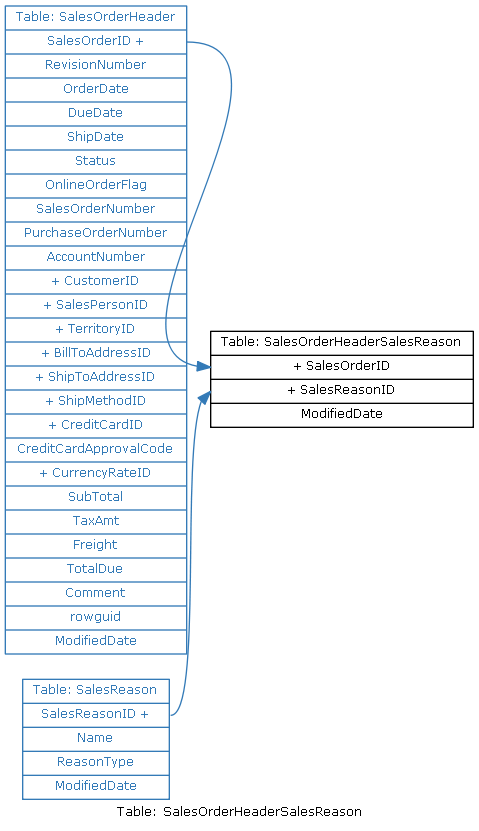 Table: SalesOrderHeader
SalesOrderID +
RevisionNumber
OrderDate
DueDate
ShipDate
Status
OnlineOrderFlag
SalesOrderNumber
PurchaseOrderNumber
AccountNumber
+ CustomerID
+ SalesPersonID
+ TerritoryID
+ BillToAddressID
+ ShipToAddressID
+ ShipMethodID
+ CreditCardID
CreditCardApprovalCode
+ CurrencyRateID
SubTotal
TaxAmt
Freight
TotalDue
Comment
rowguid
ModifiedDate
Table: SalesOrderHeaderSalesReason
+ SalesOrderID
+ SalesReasonID
ModifiedDate
Table: SalesReason
SalesReasonID +
Name
ReasonType
ModifiedDate
Table: SalesOrderHeaderSalesReason